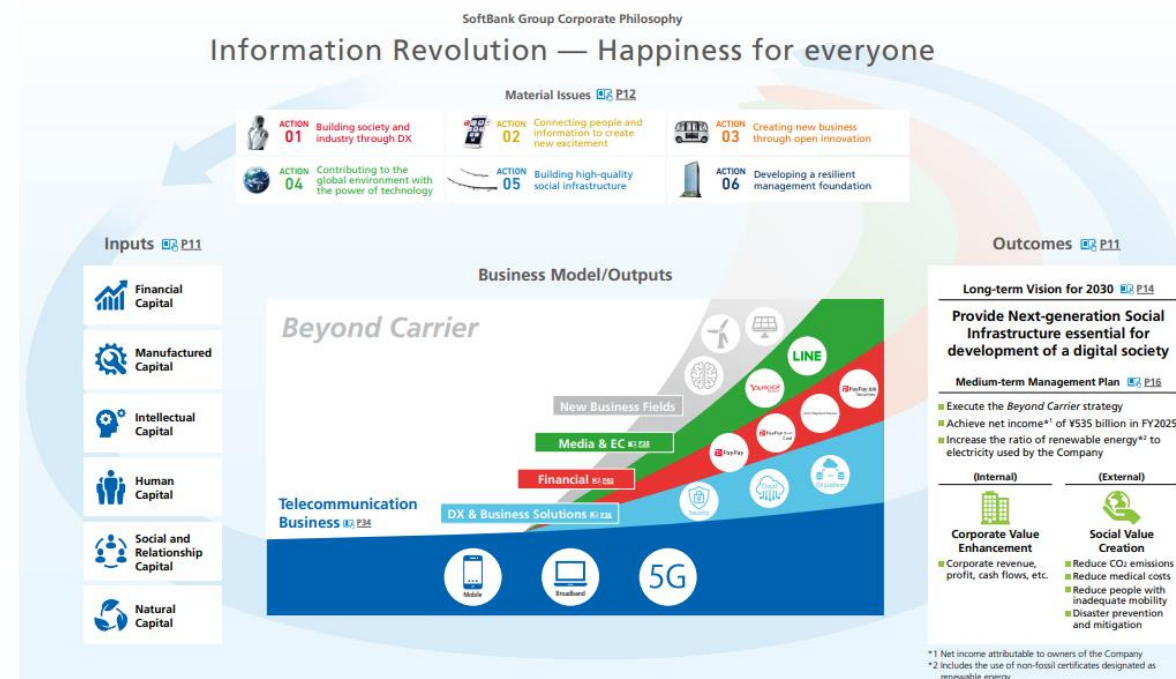 SoftBank Group Corporate Philosophy
Information Revolution — Happiness for everyone
Material Issues P12
ACTION 01
Building society and
industry through DX
ACTION 02
Connecting people and
information to create
new excitement
ACTION 03
Creating new business
through open innovation
ACTION 04
Contributing to the
global environment with
the power of technology
ACTION 05
Building high-quality
social infrastructure
ACTION 06
Developing a resilient
management foundation
Inputs P11
Financial
Capital
Manufactured
Capital
Intellectual
Capital
Human
Capital
Social and
Relationship
Capital
Natural
Capital
Business Model/Outputs
Beyond Carrier
New Business Fields
Media & EC
Financial
DX & Business Solutions
Telecommunication
Business P34
LINE
YAHOO!
PayPay
PayPay
Card
PayPay
Securities
Security
Cloud
DX platform
Mobile
Broadband
5G
Outcomes P11
Long-term Vision for 2030 P14
Provide Next-generation Social
Infrastructure essential for
development of a digital society
Medium-term Management Plan P16
Execute the Beyond Carrier strategy
Achieve net income*1 of ¥535 billion in FY2025
Increase the ratio of renewable energy*2 to
electricity used by the Company
(Internal)
Corporate Value
Enhancement
Corporate revenue,
profit, cash flows, etc.
(External)
Social Value
Creation
Reduce CO2 emissions
Reduce medical costs
Reduce people with
inadequate mobility
Disaster prevention
and mitigation
*1 Net income attributable to owners of the Company
*2 Includes the use of non-fossil certificates designated as
renewable energy